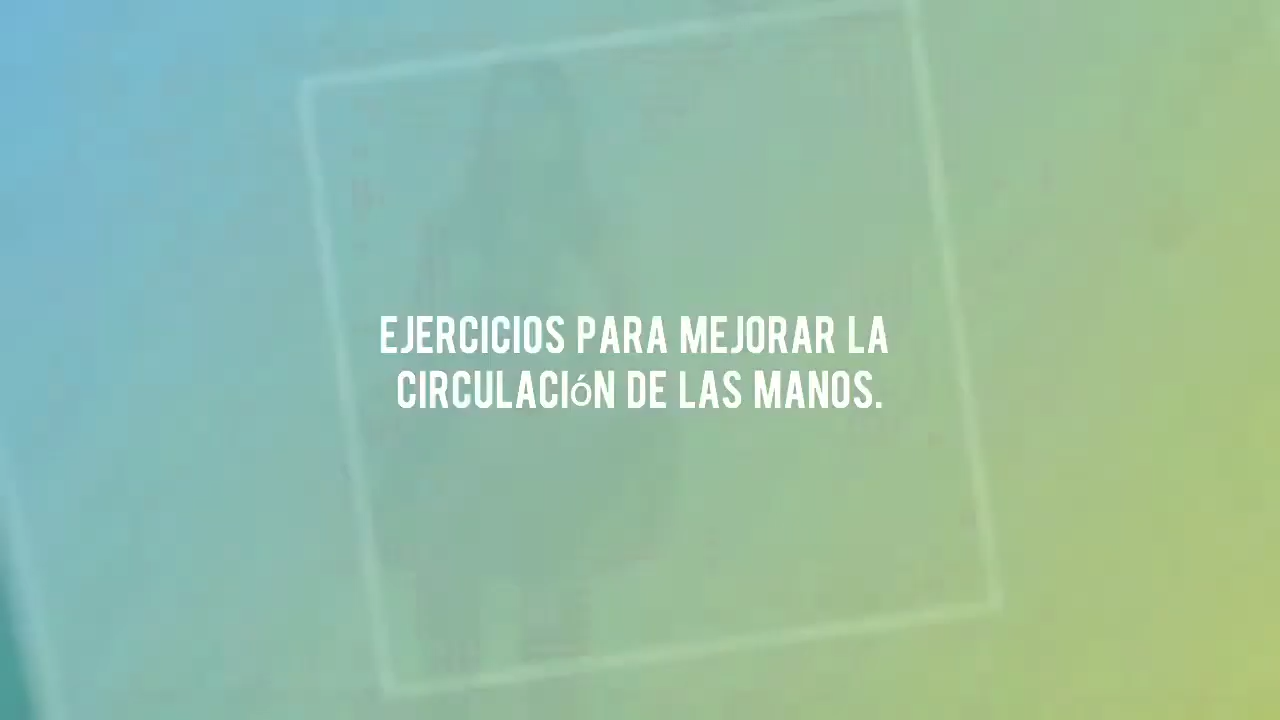 EJERCICIOS PARA MEJORAR LA
CIRCULACIóN DE LAS MANOS.